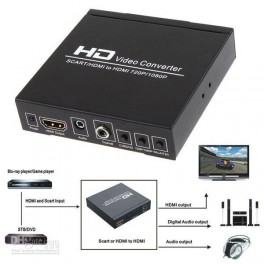 HD Video Converter
SCART/HDMI to HDMI 720P/1080P
HDMI
Blu-ray player/Game player
HDMI and Scart Input
STB/DVD
Scart or HDMI to HDMI
HDMI output
Digital Audio output
Audio output